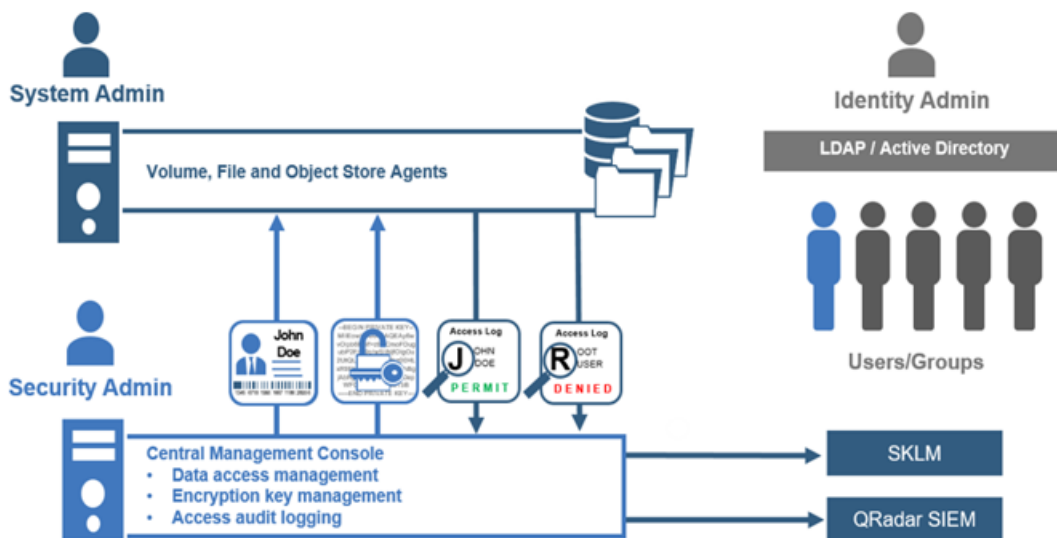 System Admin
Identity Admin
LDAP / Active Directory
Volume, File and Object Store Agents
Users/Groups
Security Admin
John
Doe
Access Log
JOHN
DOE
PERMIT
Access Log
ROOT
USER
DENIED
Central Management Console
• Data access management
• Encryption key management
• Access audit logging
SKLM
QRadar SIEM